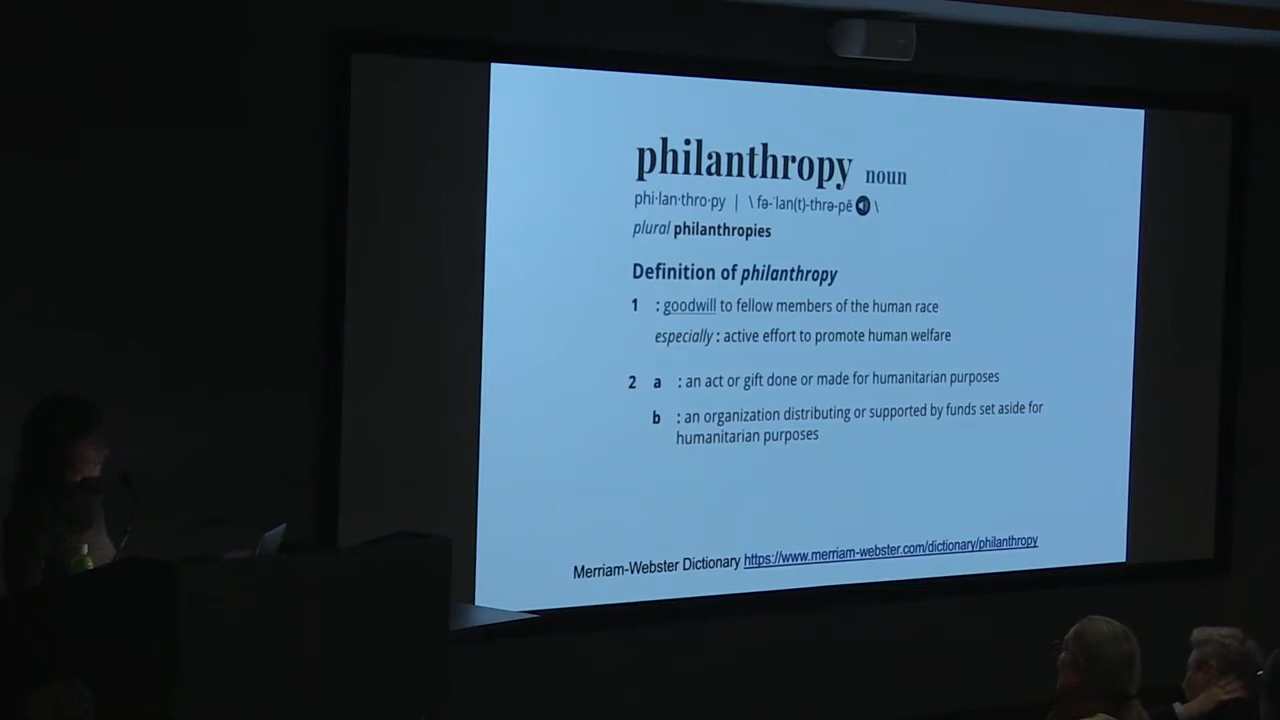 philanthropy noun
phi·lan·thro·py | \ fə-ˈlan(t)-thrə-pē \
plural philanthropies
Definition of philanthropy
1 : goodwill to fellow members of the human race
especially : active effort to promote human welfare
2 a : an act or gift done or made for humanitarian purposes
b : an organization distributing or supported by funds set aside for
humanitarian purposes
Merriam-Webster Dictionary https://www.merriam-webster.com/dictionary/philanthropy